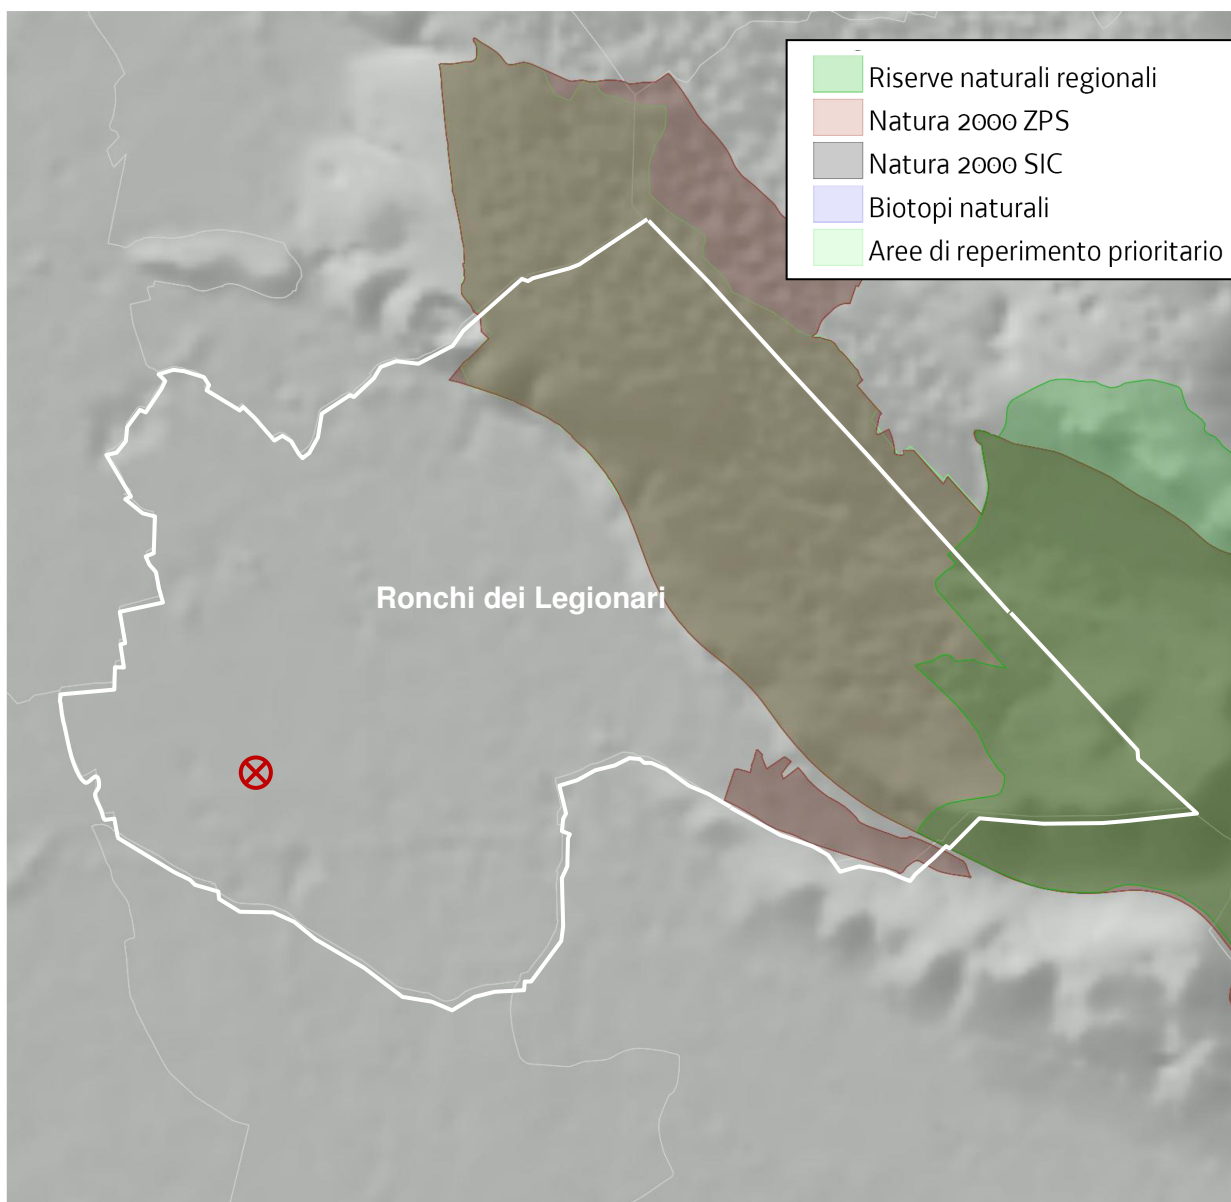 Riserve naturali regionali
Natura 2000 ZPS
Natura 2000 SIC
Biotopi naturali
Aree di reperimento prioritario
Ronchi dei Legionari